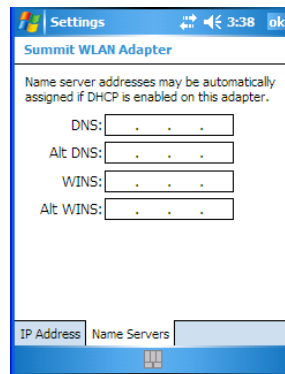 Settings 3:38 ok
Summit WLAN Adapter
Name server addresses may be automatically
assigned if DHCP is enabled on this adapter.
DNS: . . .
Alt DNS: . . .
WINS: . . .
Alt WINS: . . .
IP Address Name Servers